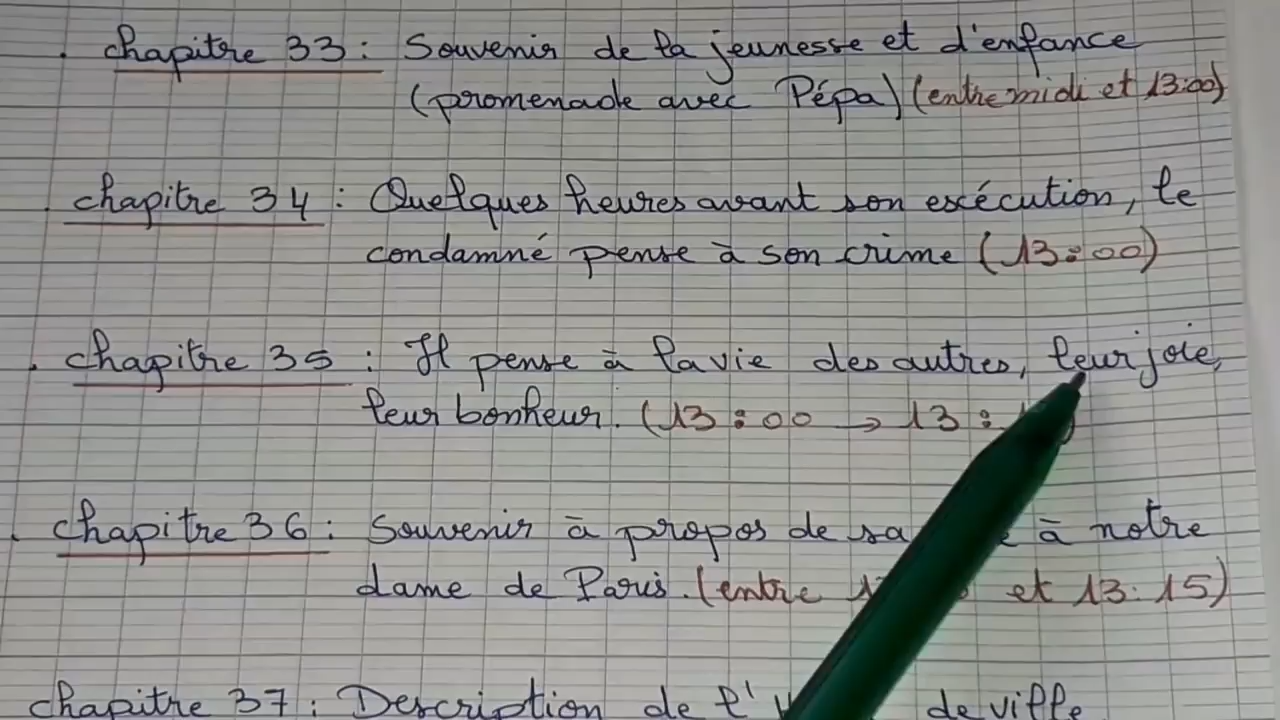 . chapitre 33 : Souvenir de la jeunesse et d'enfance
(promenade avec Pépa) (entre midi et 13:00)
. chapitre 34 : Quelques heures avant son exécution, le
condamné pense à son crime (13:00)
. chapitre 35 : Il pense à la vie des autres, leur joie,
leur bonheur. (13:00 → 13:
. chapitre 36 : Souvenir à propos de sa à notre
dame de Paris. (entre et 13:15)
chapitre 37 : Description de l' de ville